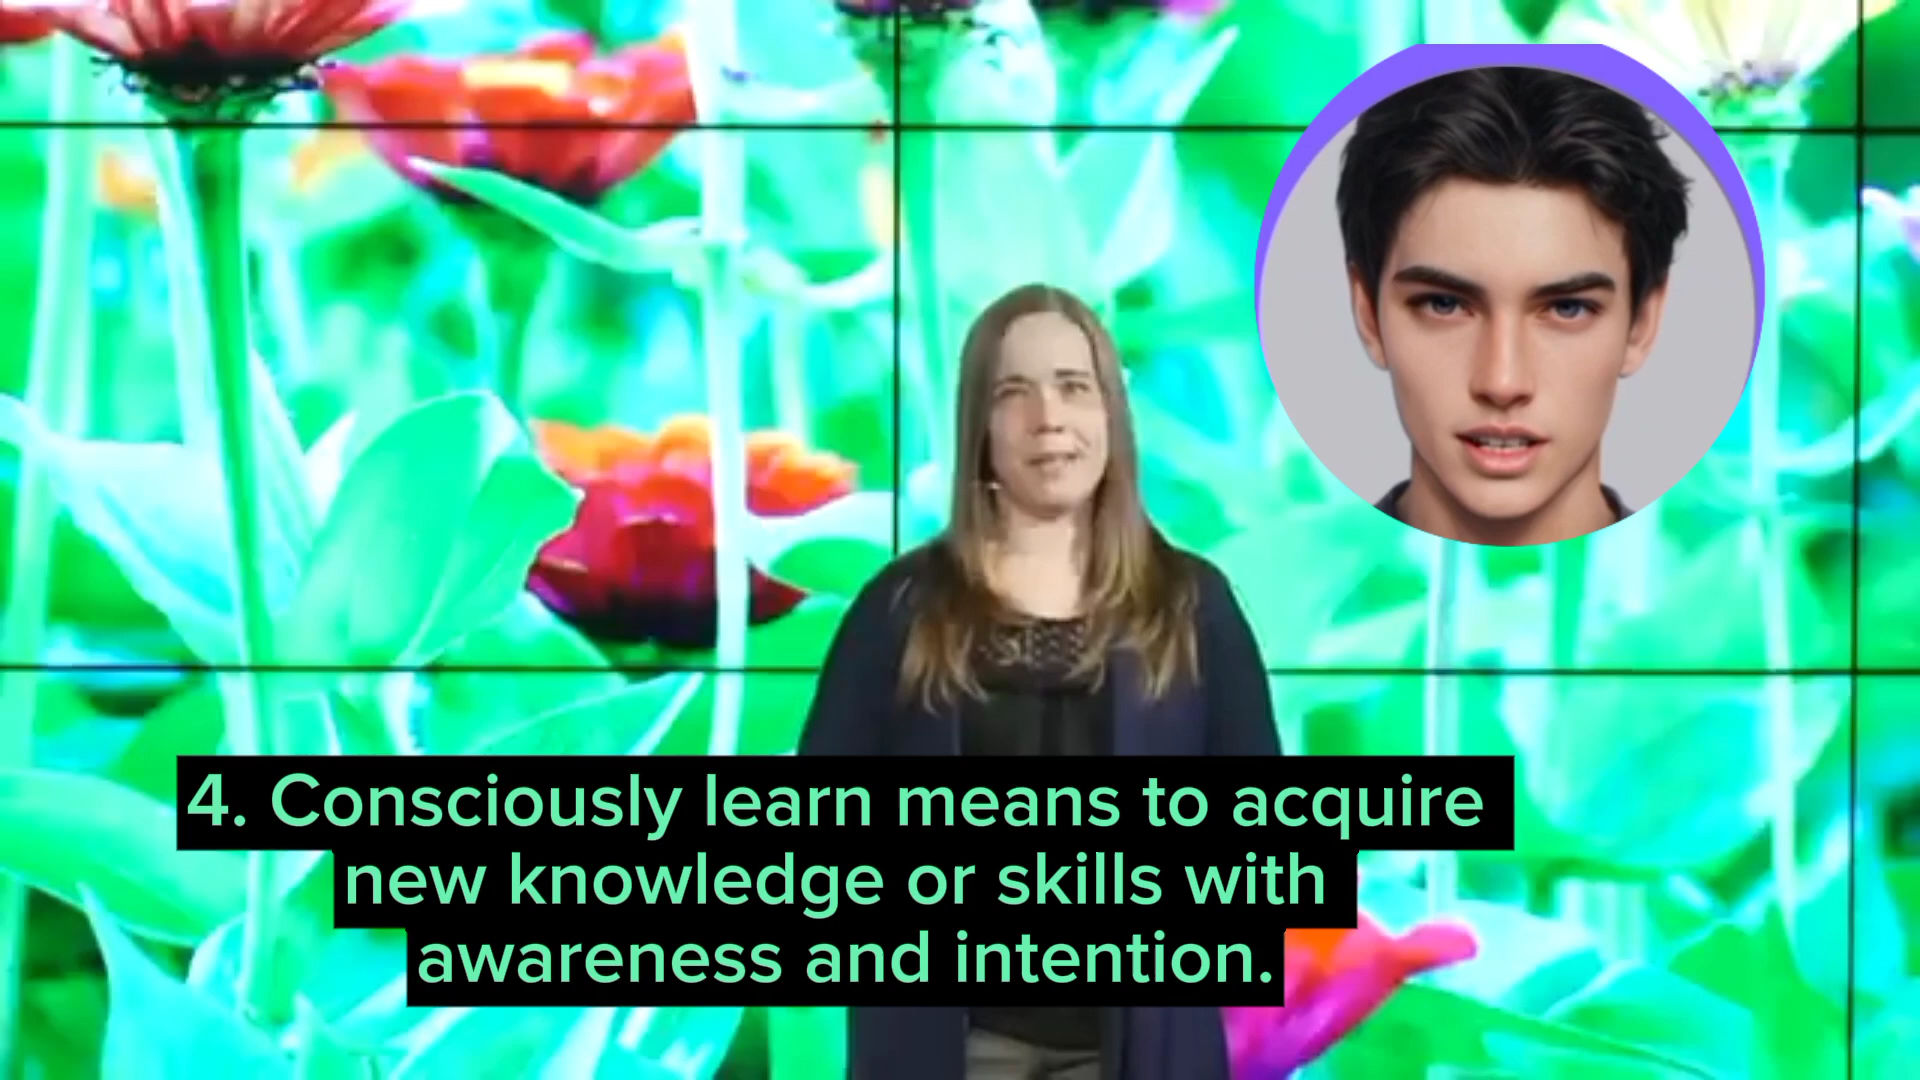 4. Consciously learn means to acquire
new knowledge or skills with
awareness and intention.